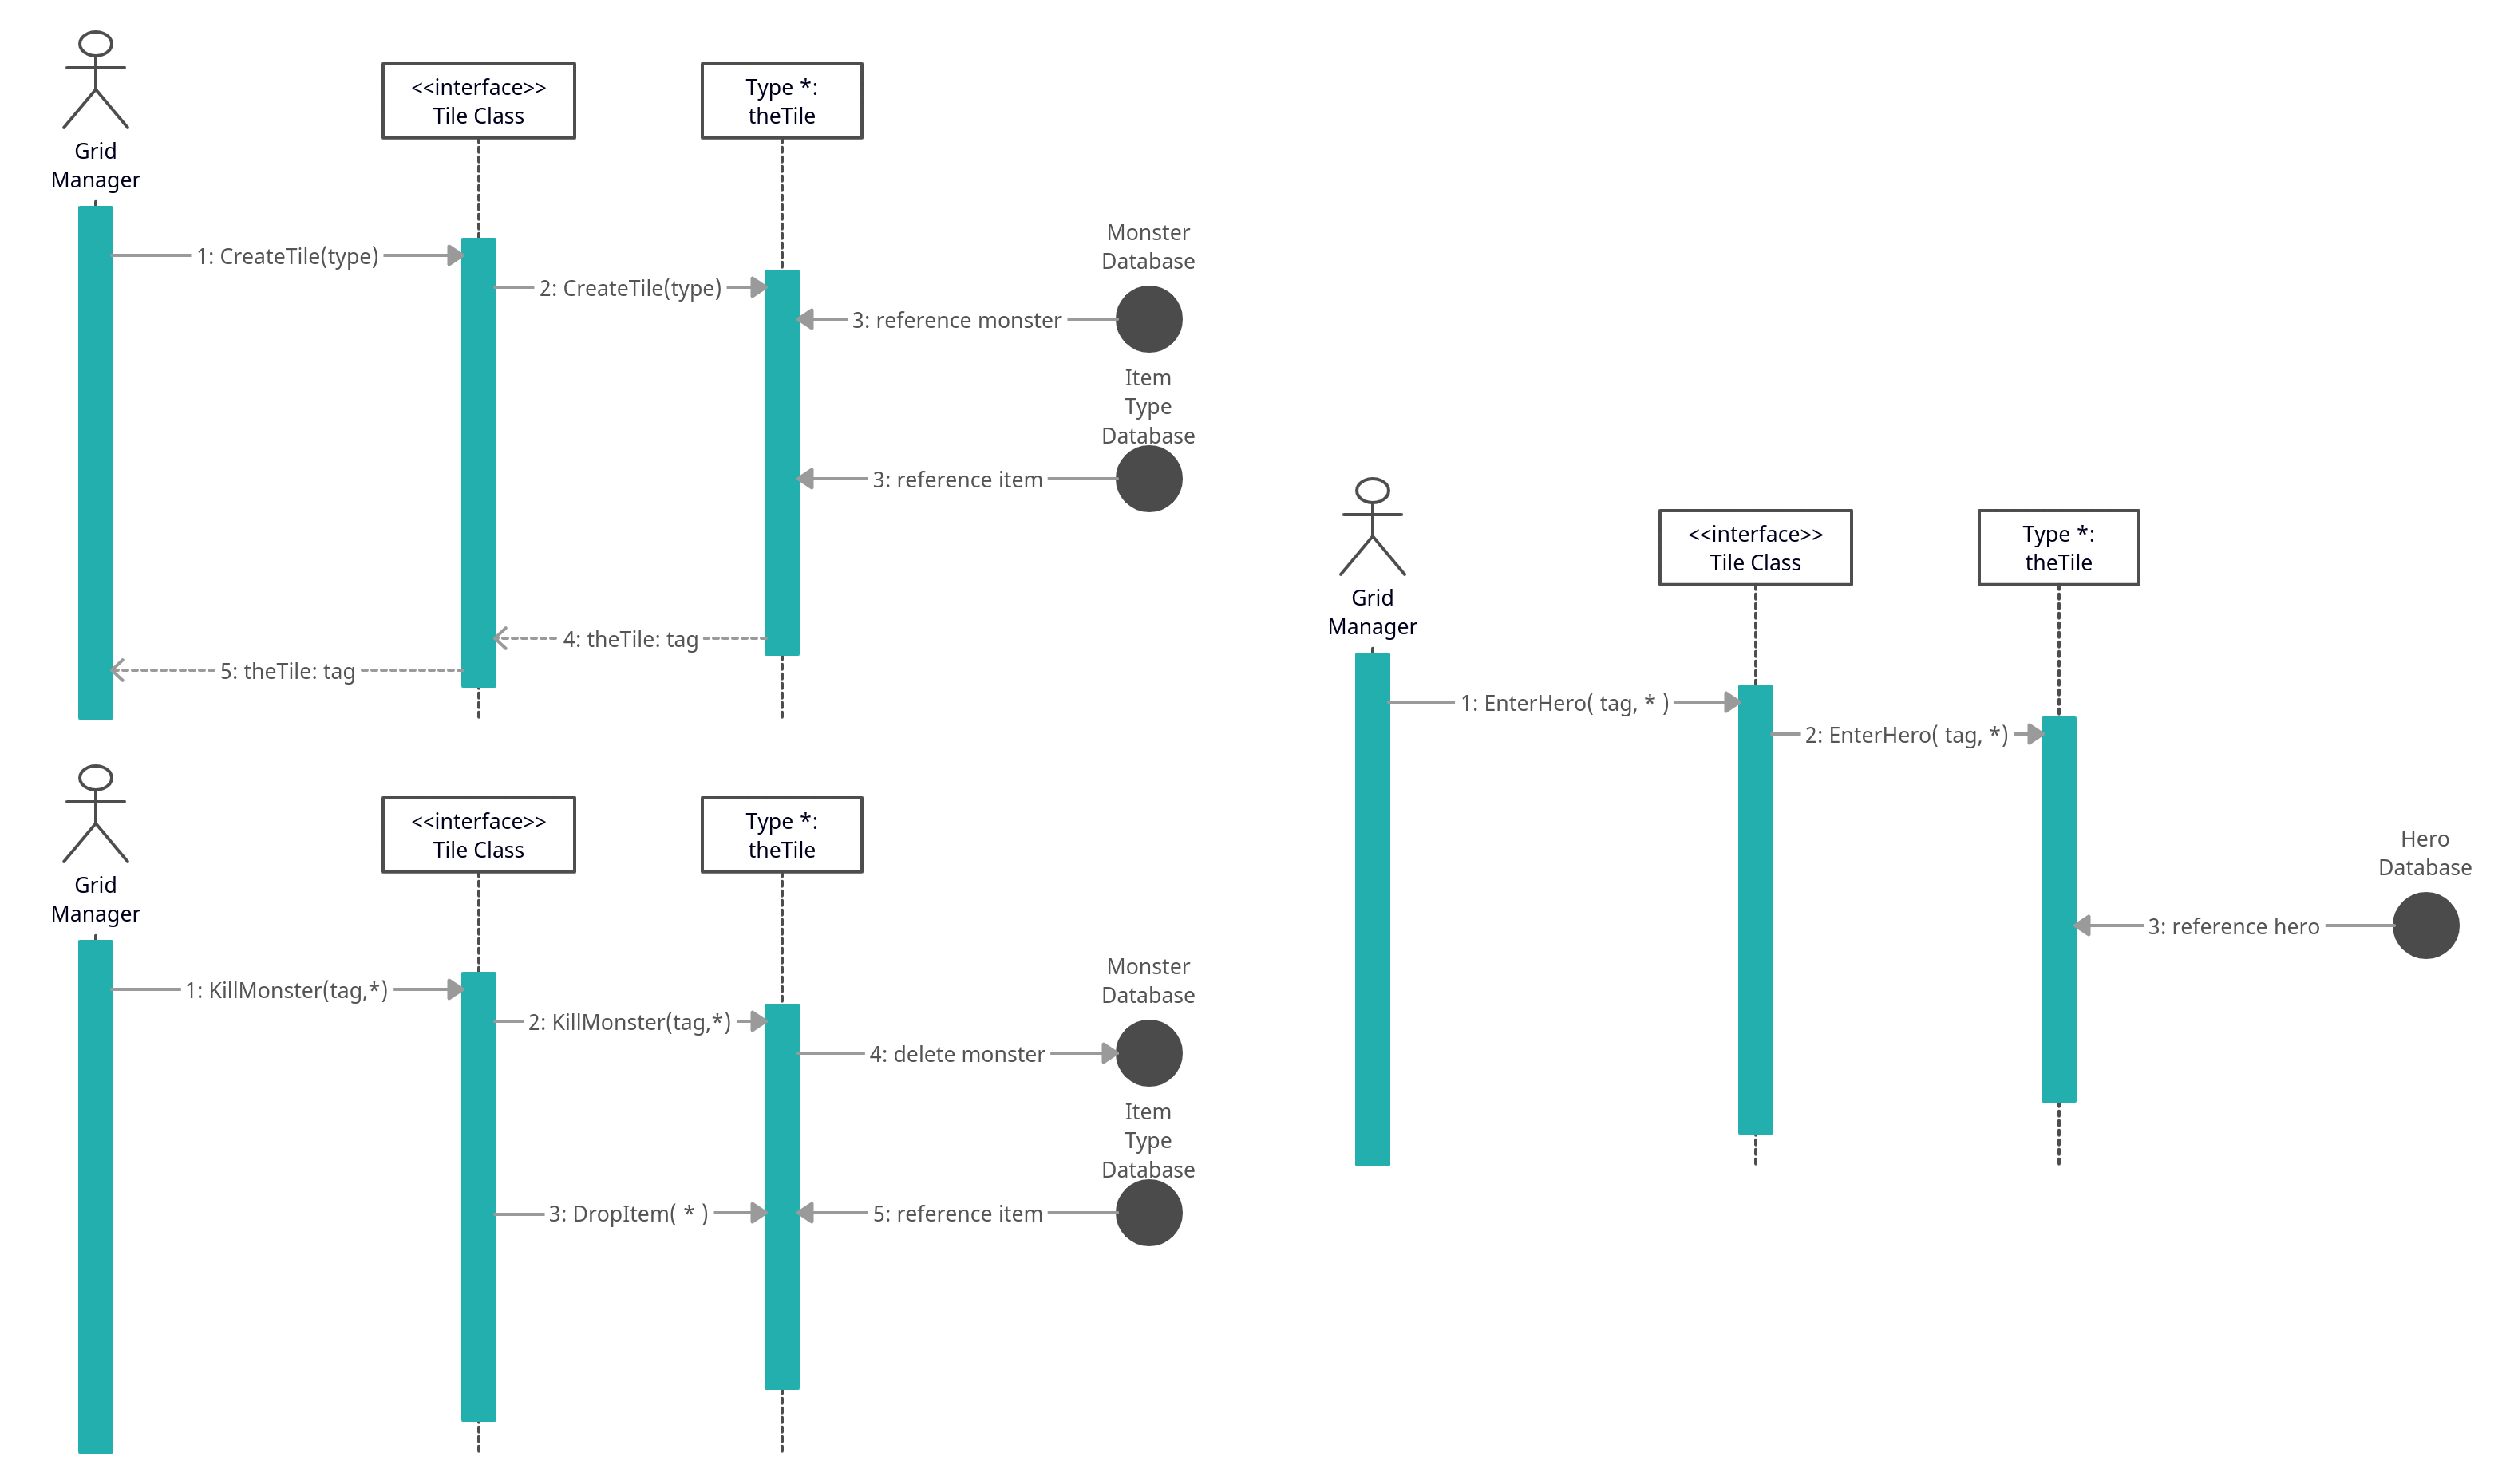 Grid
Manager
<<interface>>
Tile Class
Type *:
theTile
1: CreateTile(type)
2: CreateTile(type)
Monster
Database
3: reference monster
Item
Type
Database
3: reference item
4: theTile: tag
5: theTile: tag
Grid
Manager
<<interface>>
Tile Class
Type *:
theTile
1: KillMonster(tag,*)
2: KillMonster(tag,*)
Monster
Database
4: delete monster
Item
Type
Database
3: DropItem( * )
5: reference item
Grid
Manager
<<interface>>
Tile Class
Type *:
theTile
1: EnterHero( tag, * )
2: EnterHero( tag, *)
Hero
Database
3: reference hero